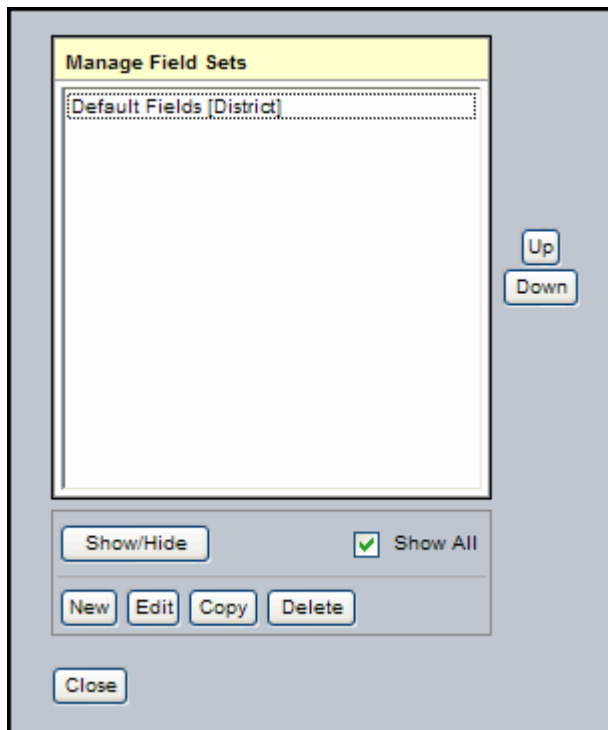 Manage Field Sets
Default Fields [District]
Up
Down
Show/Hide Show All
New Edit Copy Delete
Close